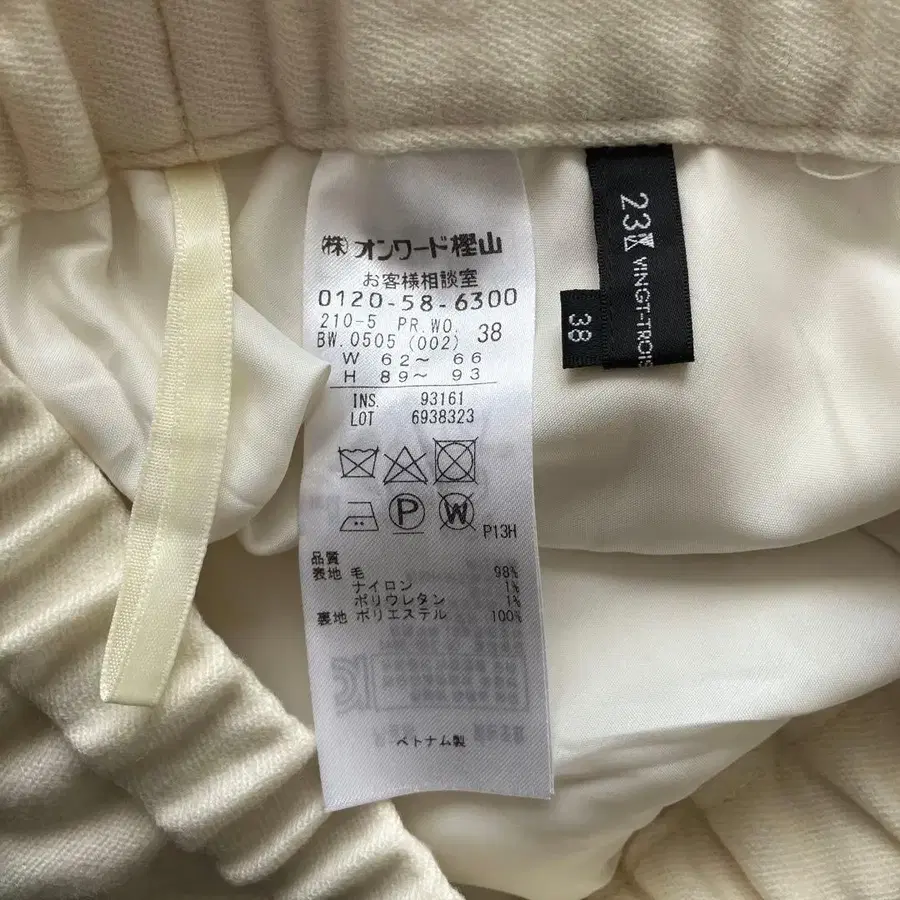 ㈱オンワード樫山
お客様相談室
0120-58-6300
210-5 PR.WO. 38
BW.0505 (002)
W 62〜 66
H 89〜 93
INS. 93161
LOT 6938323
P
W
P13H
品質
表地 毛 98%
ナイロン 1%
ポリウレタン 1%
裏地 ポリエステル 100%
ベトナム製
23区
VINGT-TROIS
38